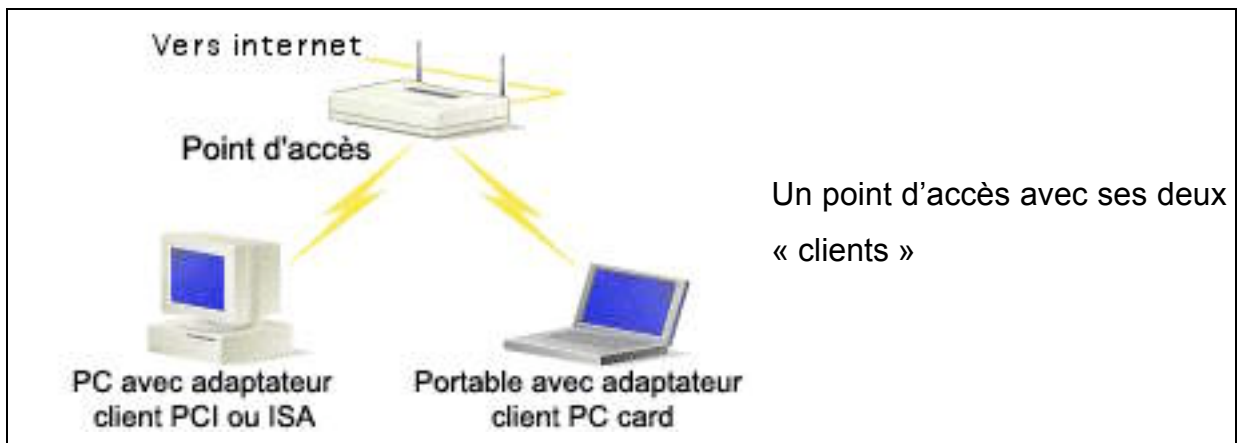 Vers internet
Point d'accès
Un point d’accès avec ses deux
« clients »
PC avec adaptateur
client PCI ou ISA
Portable avec adaptateur
client PC card